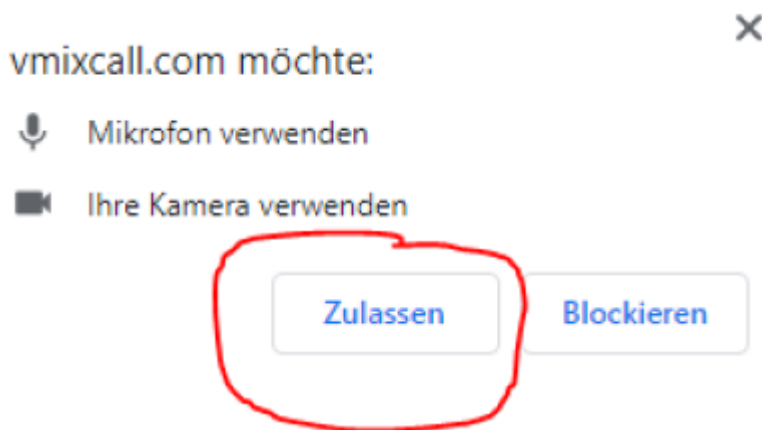 vmixcall.com möchte:
Mikrofon verwenden
Ihre Kamera verwenden
Zulassen Blockieren